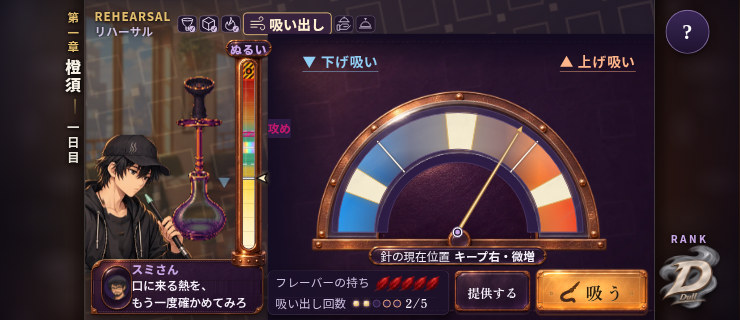 第一章 橙須 ― 一日目
REHEARSAL
リハーサル
吸い出し
ぬるい
攻め
▼ 下げ吸い
▲ 上げ吸い
?
針の現在位置 キープ右・微増
スミさん
口に来る熱を、
もう一度確かめてみろ
フレーバーの持ち
吸い出し回数 2/5
提供する
吸う
RANK
D
Doll